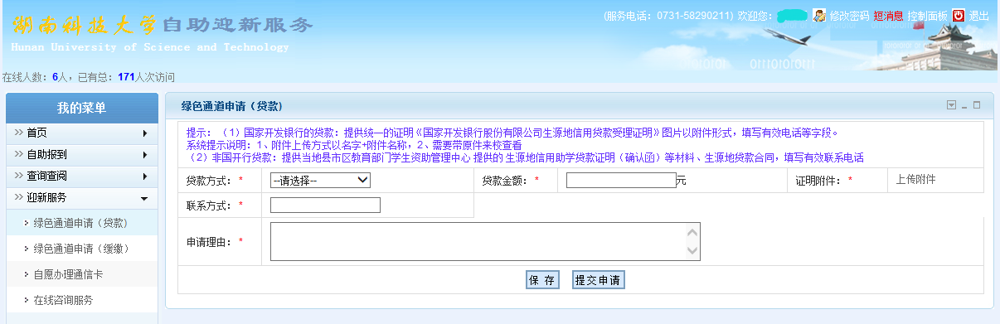 湖南科技大学自助迎新服务
Hunan University of Science and Technology
(服务电话：0731-58290211) 欢迎您： 修改密码 短消息 控制面板 退出
在线人数：6人，已有总：171人次访问
我的菜单
首页
自助报到
查询查阅
迎新服务
绿色通道申请（贷款）
绿色通道申请（缓缴）
自愿办理通信卡
在线咨询服务
绿色通道申请（贷款）
提示：（1）国家开发银行的贷款：提供统一的证明《国家开发银行股份有限公司生源地信用贷款受理证明》图片以附件形式，填写有效电话等字段。
系统提示说明：1、附件上传方式以名字+附件名称，2、需要带原件来校查看
（2）非国开行贷款：提供当地县市区教育部门学生资助管理中心 提供的 生源地信用助学贷款证明（确认函）等材料、生源地贷款合同，填写有效联系电话
贷款方式：* --请选择-- 贷款金额：* 元 证明附件：* 上传附件
联系方式：*
申请理由：*
保 存 提交申请